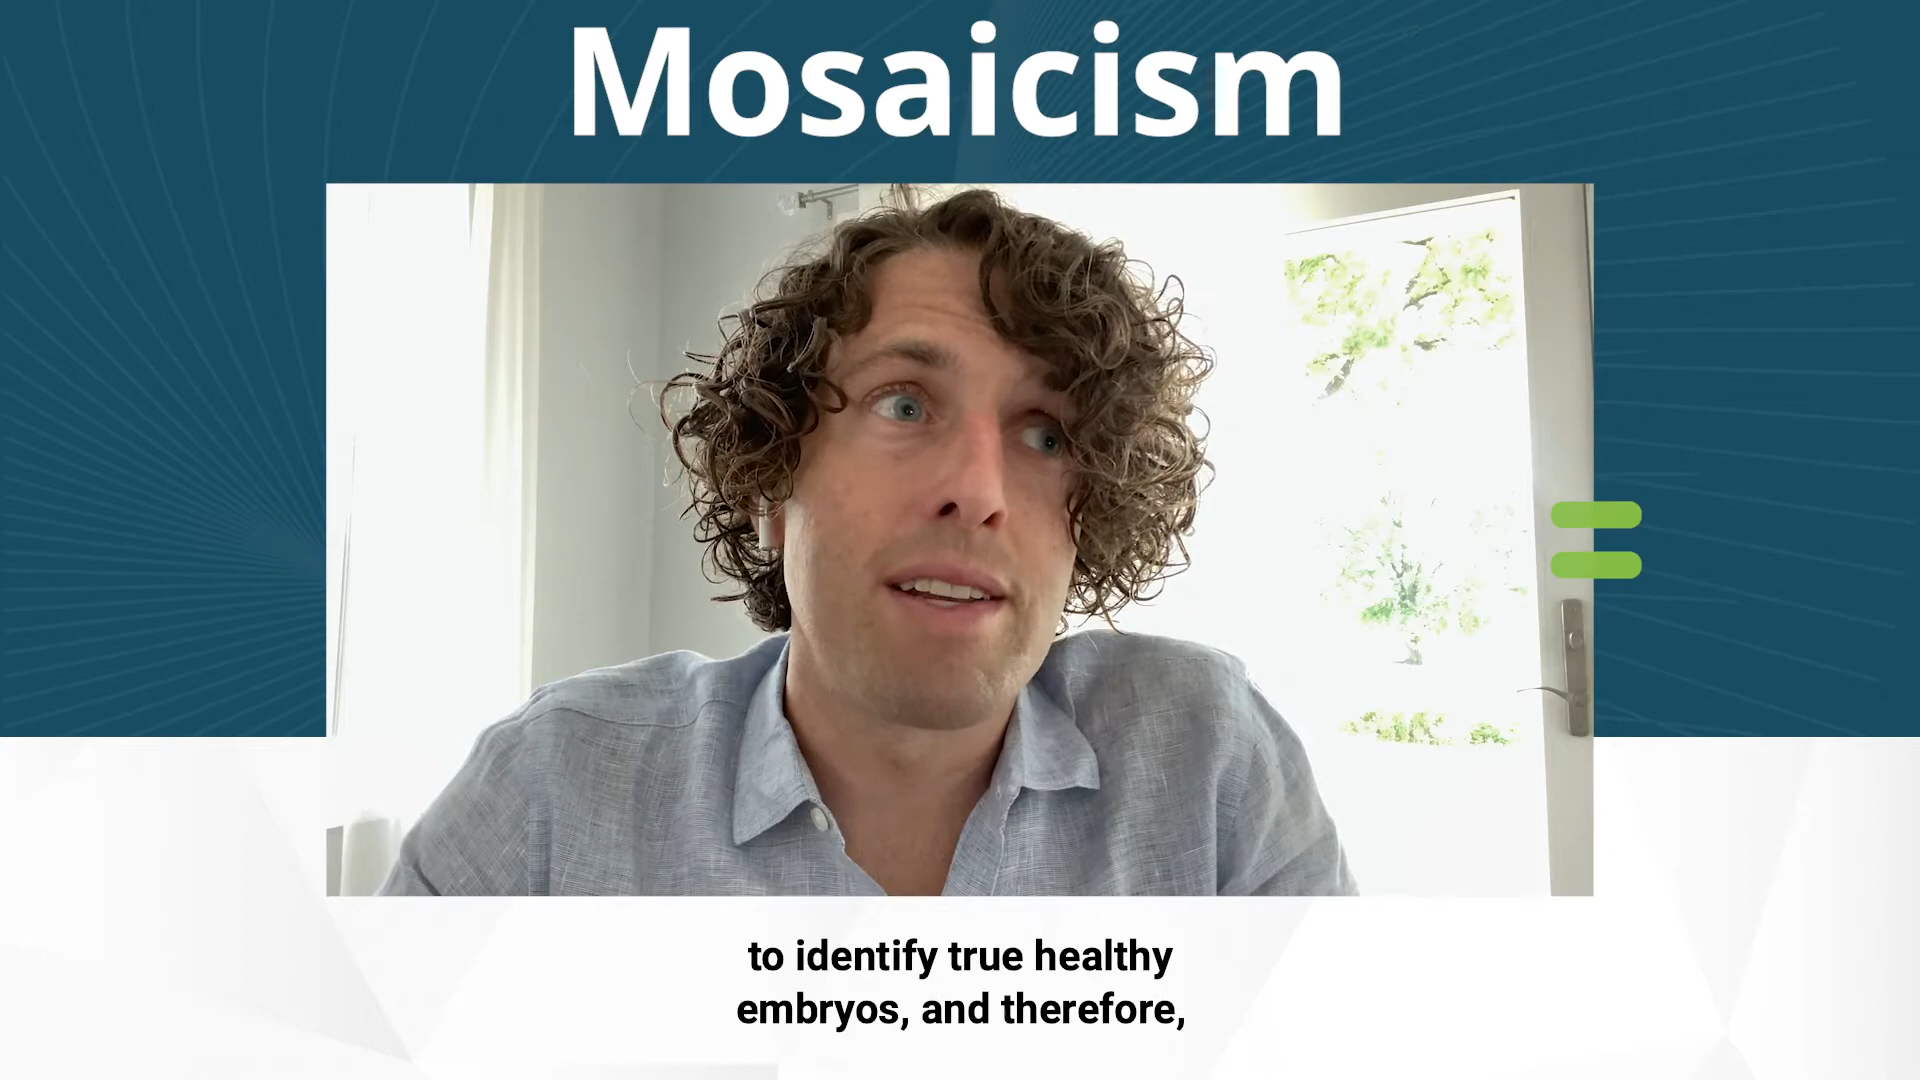 Mosaicism
to identify true healthy
embryos, and therefore,